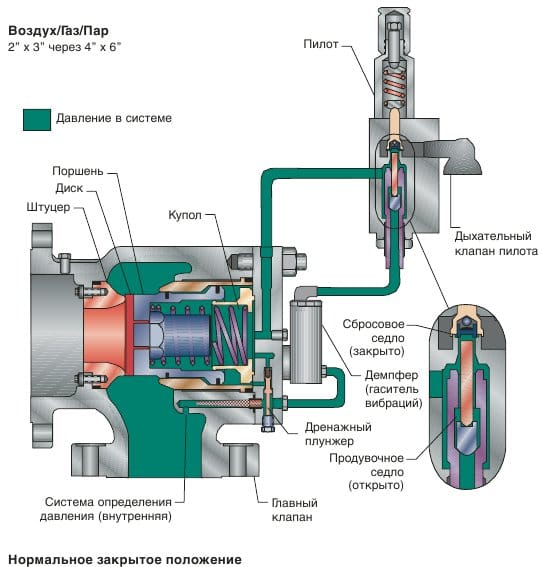 Воздух/Газ/Пар
2” x 3” через 4” x 6”
Пилот
Давление в системе
Поршень
Диск
Штуцер
Купол
Дыхательный
клапан пилота
Сбросовое
седло
(закрыто)
Демпфер
(гаситель
вибраций)
Дренажный
плунжер
Продувочное
седло
(открыто)
Система определения
давления (внутренняя)
Главный
клапан
Нормальное закрытое положение